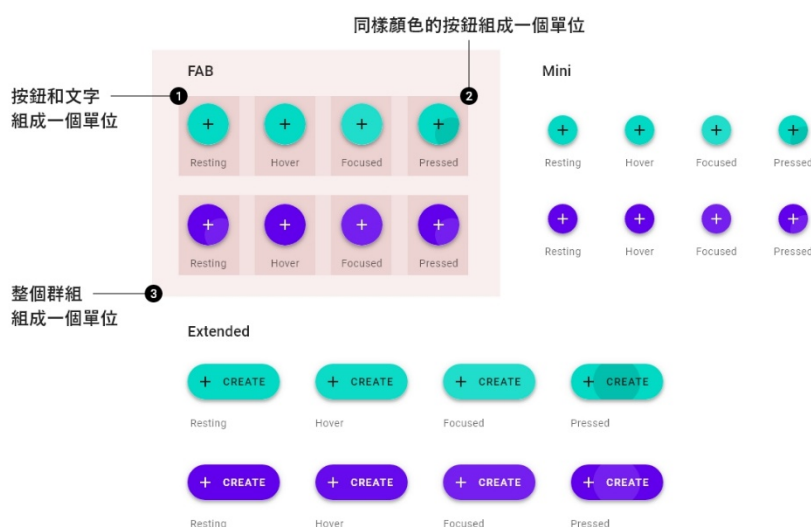 同樣顏色的按鈕組成一個單位
FAB
Mini
按鈕和文字
組成一個單位
1
2
Resting Hover Focused Pressed
Resting Hover Focused Pressed
Resting Hover Focused Pressed
Resting Hover Focused Pressed
整個群組
組成一個單位
3
Extended
+ CREATE + CREATE + CREATE + CREATE
Resting Hover Focused Pressed
+ CREATE + CREATE + CREATE + CREATE
Resting Hover Focused Pressed